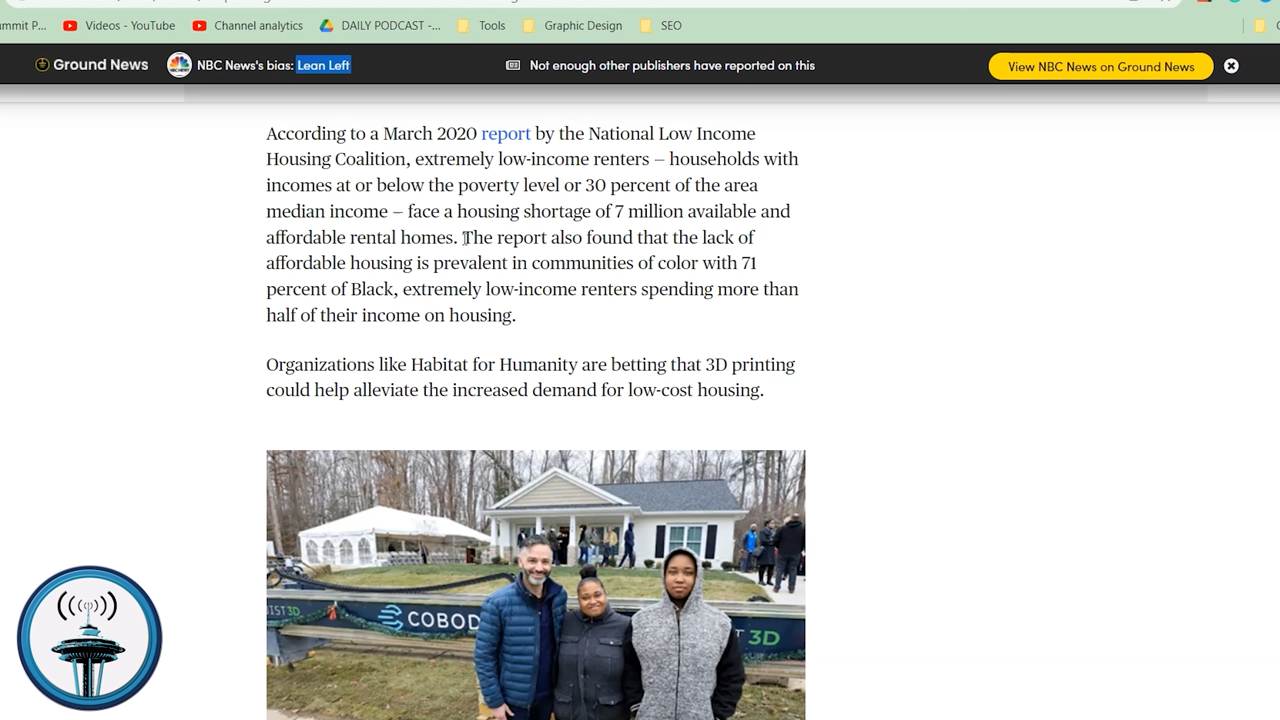 ummit P...
Videos - YouTube
Channel analytics
DAILY PODCAST -...
Tools
Graphic Design
SEO
Ground News
NBC News's bias: Lean Left
Not enough other publishers have reported on this
View NBC News on Ground News
According to a March 2020 report by the National Low Income
Housing Coalition, extremely low-income renters — households with
incomes at or below the poverty level or 30 percent of the area
median income — face a housing shortage of 7 million available and
affordable rental homes. The report also found that the lack of
affordable housing is prevalent in communities of color with 71
percent of Black, extremely low-income renters spending more than
half of their income on housing.
Organizations like Habitat for Humanity are betting that 3D printing
could help alleviate the increased demand for low-cost housing.
IST3D
COBOD
T 3D